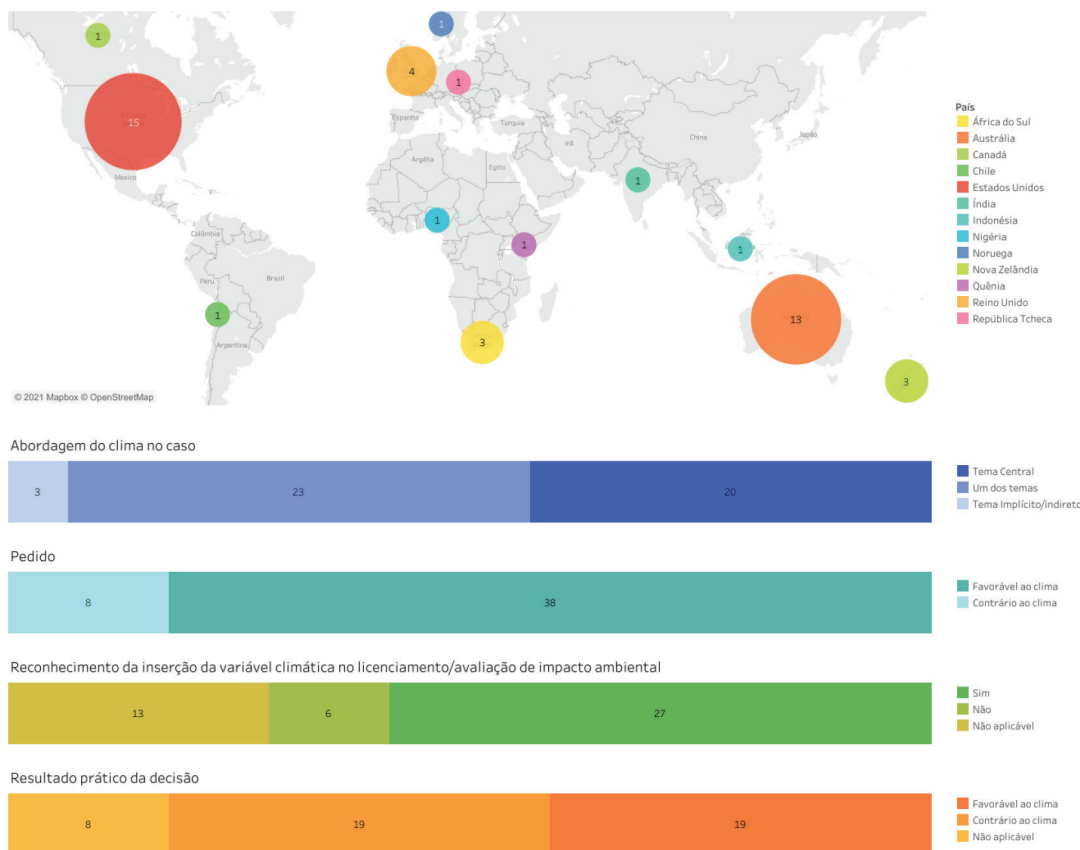 1
1
4
1
15
Espanha
Turquia
China
Japão
Irã
Argélia
Egito
Mexico
1
1
1
1
Colômbia
Peru
Brasil
1
Argentina
3
13
3
© 2021 Mapbox © OpenStreetMap
País
África do Sul
Austrália
Canadá
Chile
Estados Unidos
Índia
Indonésia
Nigéria
Noruega
Nova Zelândia
Quênia
Reino Unido
República Tcheca
Abordagem do clima no caso
3
23
20
Tema Central
Um dos temas
Tema Implícito/indireto
Pedido
8
38
Favorável ao clima
Contrário ao clima
Reconhecimento da inserção da variável climática no licenciamento/avaliação de impacto ambiental
13
6
27
Sim
Não
Não aplicável
Resultado prático da decisão
8
19
19
Favorável ao clima
Contrário ao clima
Não aplicável